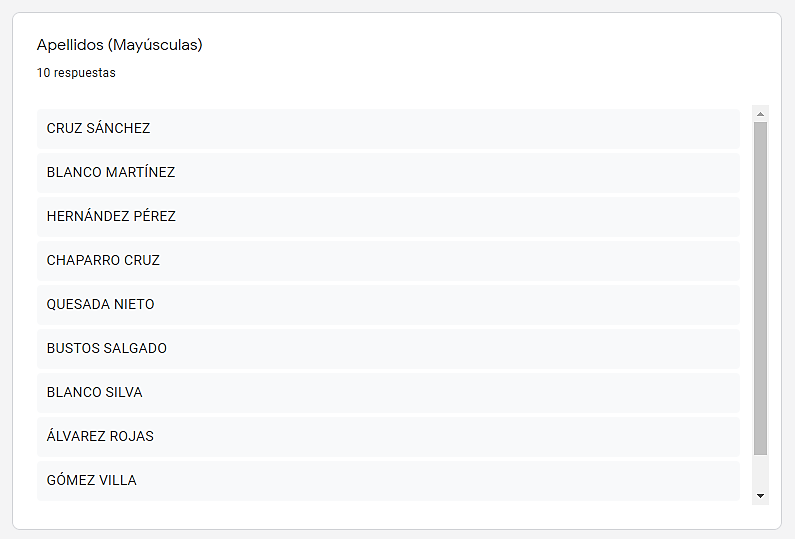 Apellidos (Mayúsculas)
10 respuestas
CRUZ SÁNCHEZ
BLANCO MARTÍNEZ
HERNÁNDEZ PÉREZ
CHAPARRO CRUZ
QUESADA NIETO
BUSTOS SALGADO
BLANCO SILVA
ÁLVAREZ ROJAS
GÓMEZ VILLA